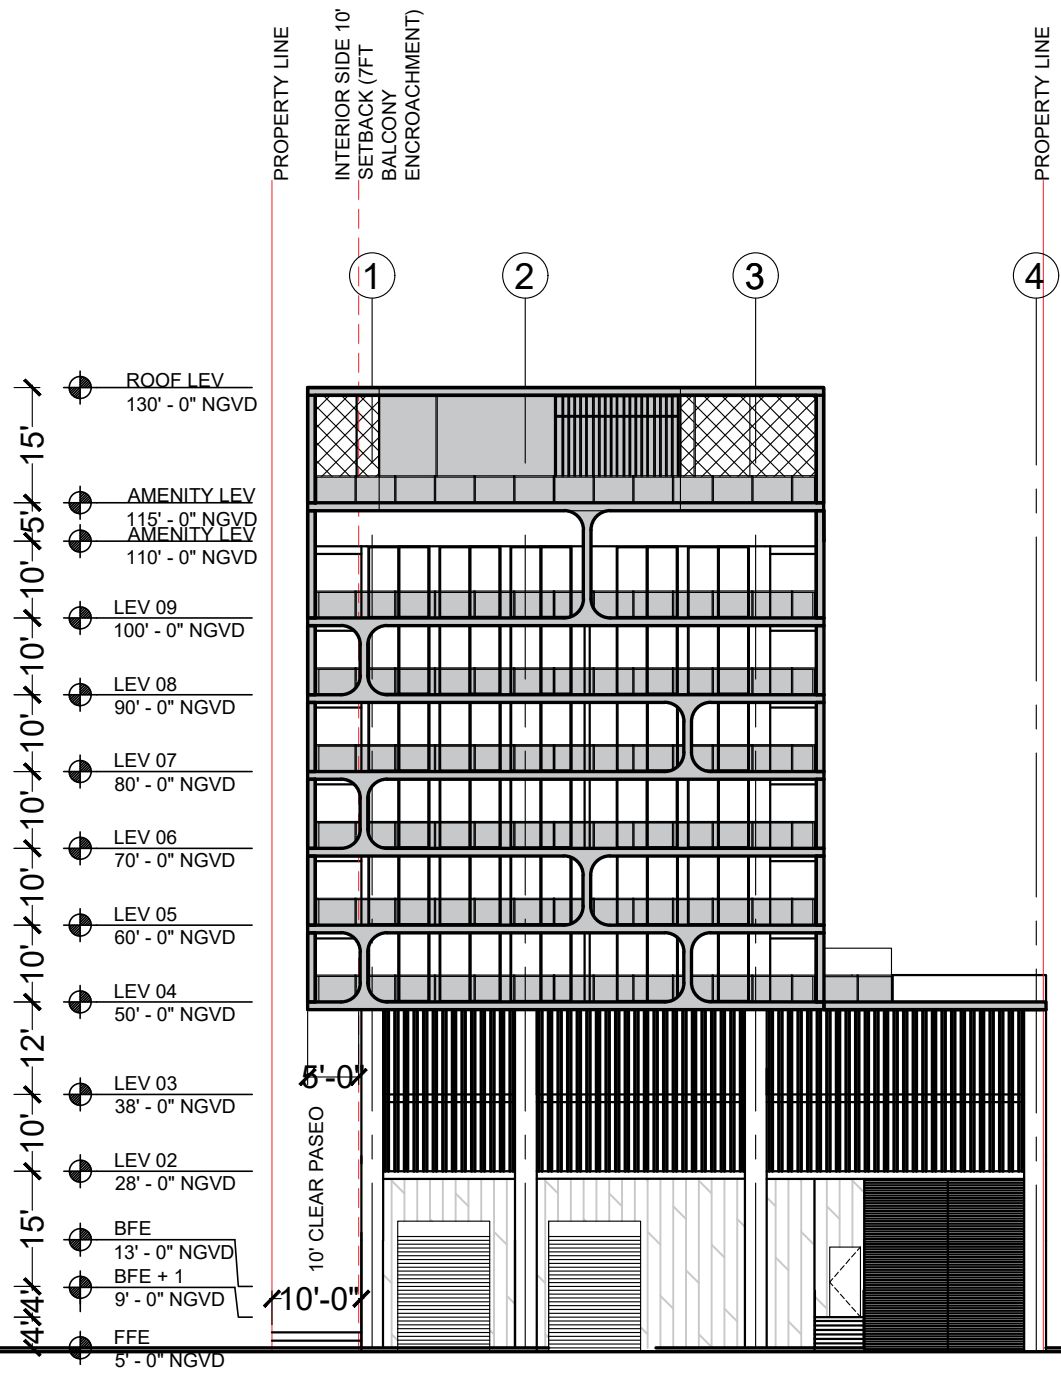 PROPERTY LINE
INTERIOR SIDE 10'
SETBACK (7FT
BALCONY
ENCROACHMENT)
PROPERTY LINE
1
2
3
4
ROOF LEV
130' - 0" NGVD
15'
AMENITY LEV
115' - 0" NGVD
5'
AMENITY LEV
110' - 0" NGVD
10'
LEV 09
100' - 0" NGVD
10'
LEV 08
90' - 0" NGVD
10'
LEV 07
80' - 0" NGVD
10'
LEV 06
70' - 0" NGVD
10'
LEV 05
60' - 0" NGVD
10'
LEV 04
50' - 0" NGVD
12'
LEV 03
38' - 0" NGVD
10'
LEV 02
28' - 0" NGVD
15'
BFE
13' - 0" NGVD
4'
BFE + 1
9' - 0" NGVD
4'
FFE
5' - 0" NGVD
10' CLEAR PASEO
10'-0"